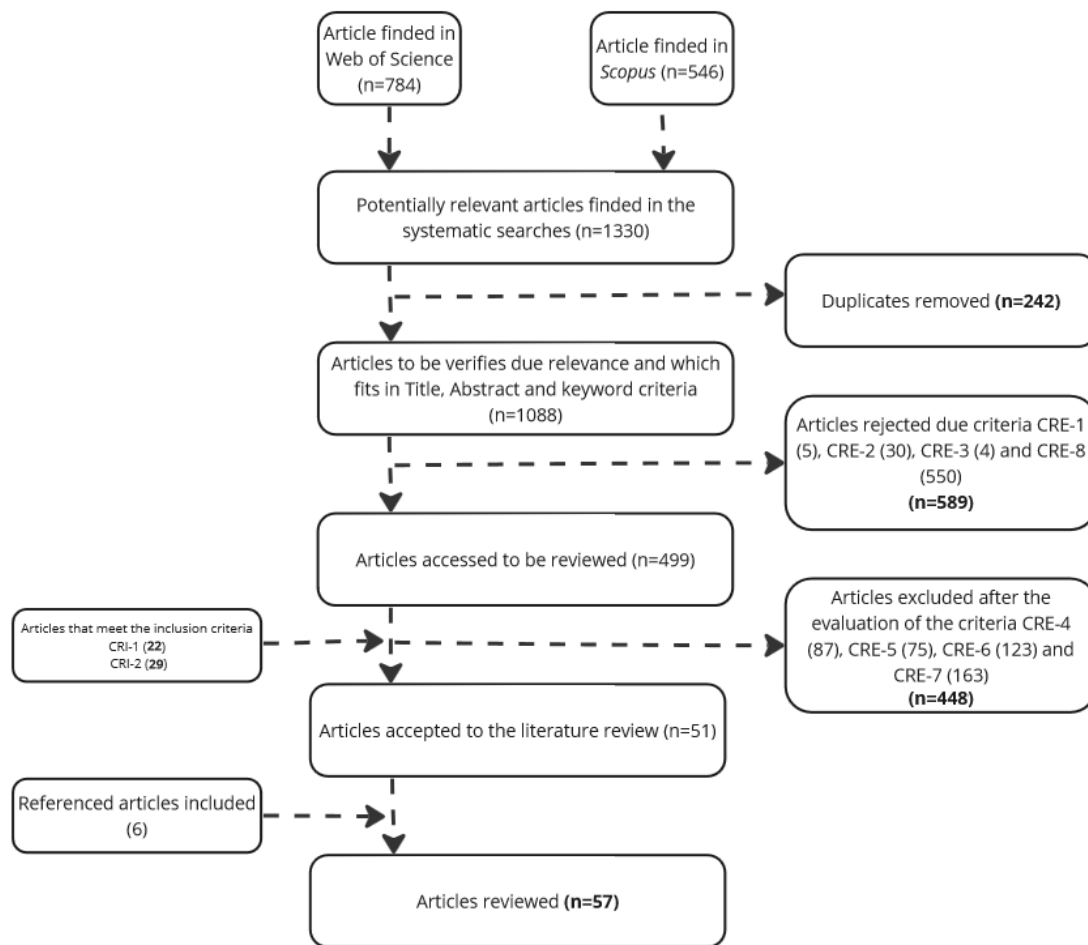 Article finded in
Web of Science
(n=784)
Article finded in
Scopus (n=546)
Potentially relevant articles finded in the
systematic searches (n=1330)
Duplicates removed (n=242)
Articles to be verifies due relevance and which
fits in Title, Abstract and keyword criteria
(n=1088)
Articles rejected due criteria CRE-1
(5), CRE-2 (30), CRE-3 (4) and CRE-8
(550)
(n=589)
Articles accessed to be reviewed (n=499)
Articles that meet the inclusion criteria
CRI-1 (22)
CRI-2 (29)
Articles excluded after the
evaluation of the criteria CRE-4
(87), CRE-5 (75), CRE-6 (123) and
CRE-7 (163)
(n=448)
Articles accepted to the literature review (n=51)
Referenced articles included
(6)
Articles reviewed (n=57)